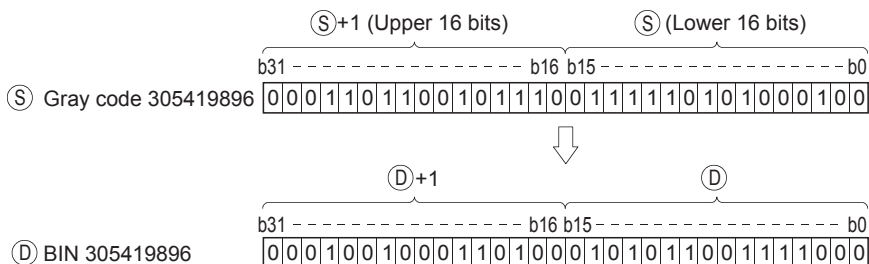 Ⓢ+1 (Upper 16 bits) Ⓢ (Lower 16 bits)
b31 b16 b15 b0
Ⓢ Gray code 305419896 0 0 0 1 1 0 1 1 0 0 1 0 1 1 1 0 0 1 1 1 1 1 0 1 0 1 0 0 0 1 0 0
Ⓓ+1 Ⓓ
b31 b16 b15 b0
Ⓓ BIN 305419896 0 0 0 1 0 0 1 0 0 0 1 1 0 1 0 0 0 1 0 1 0 1 1 0 0 1 1 1 1 0 0 0